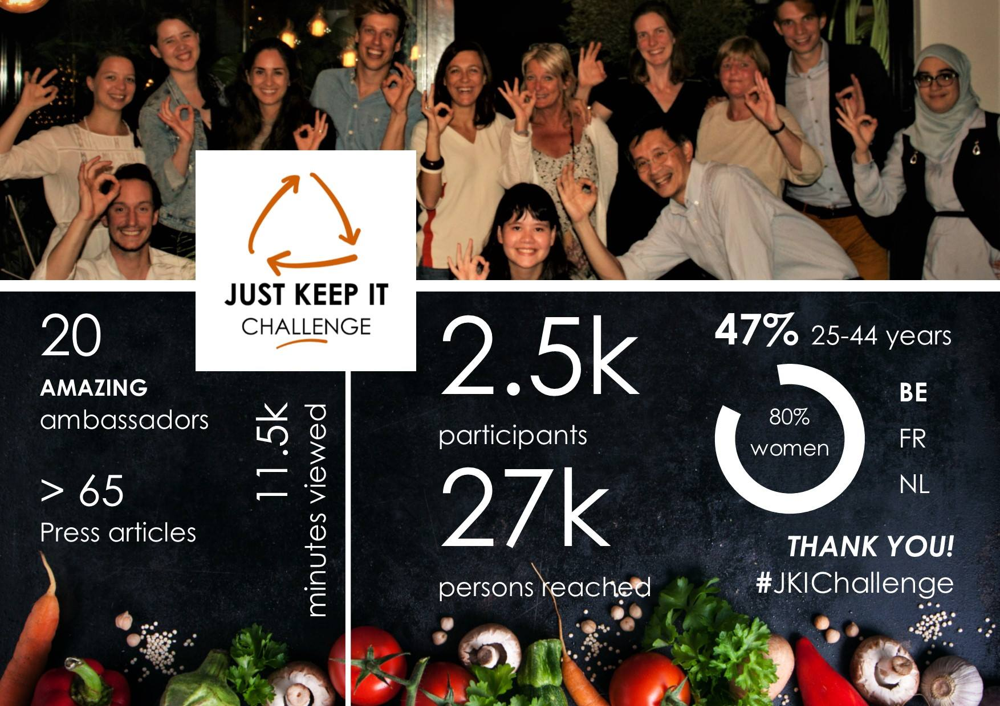 JUST KEEP IT
CHALLENGE
20
AMAZING
ambassadors
> 65
Press articles
11.5k
minutes viewed
2.5k
participants
27k
persons reached
47% 25-44 years
80%
women
BE
FR
NL
THANK YOU!
#JKIChallenge